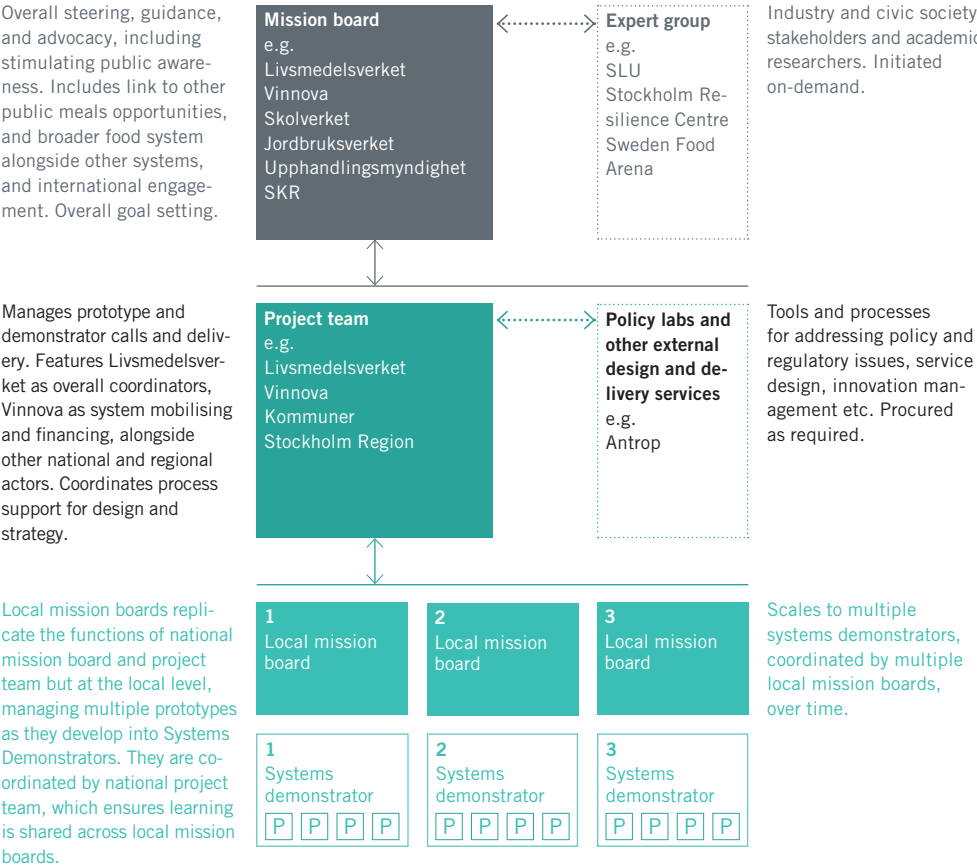 Overall steering, guidance,
and advocacy, including
stimulating public aware-
ness. Includes link to other
public meals opportunities,
and broader food system
alongside other systems,
and international engage-
ment. Overall goal setting.
Mission board
e.g.
Livsmedelsverket
Vinnova
Skolverket
Jordbruksverket
Upphandlingsmyndighet
SKR
Expert group
e.g.
SLU
Stockholm Re-
silience Centre
Sweden Food
Arena
Industry and civic society
stakeholders and academic
researchers. Initiated
on-demand.
Manages prototype and
demonstrator calls and deliv-
ery. Features Livsmedelsver-
ket as overall coordinators,
Vinnova as system mobilising
and financing, alongside
other national and regional
actors. Coordinates process
support for design and
strategy.
Project team
e.g.
Livsmedelsverket
Vinnova
Kommuner
Stockholm Region
Policy labs and
other external
design and de-
livery services
e.g.
Antrop
Tools and processes
for addressing policy and
regulatory issues, service
design, innovation man-
agement etc. Procured
as required.
Local mission boards repli-
cate the functions of national
mission board and project
team but at the local level,
managing multiple prototypes
as they develop into Systems
Demonstrators. They are co-
ordinated by national project
team, which ensures learning
is shared across local mission
boards.
1
Local mission
board
2
Local mission
board
3
Local mission
board
Scales to multiple
systems demonstrators,
coordinated by multiple
local mission boards,
over time.
1
Systems
demonstrator
P P P P
2
Systems
demonstrator
P P P P
3
Systems
demonstrator
P P P P